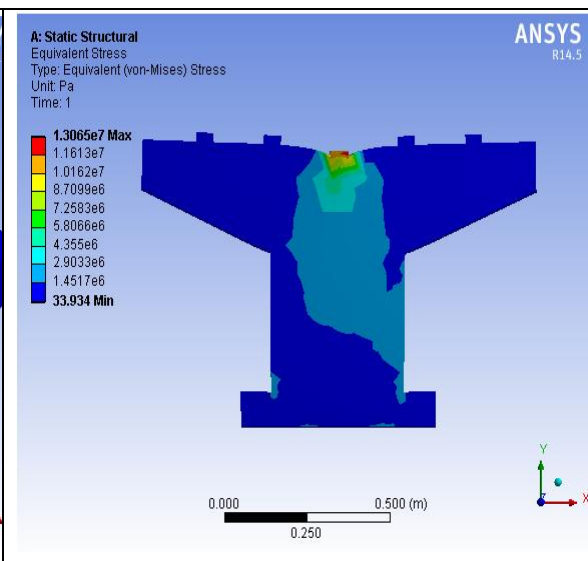 A: Static Structural
Equivalent Stress
Type: Equivalent (von-Mises) Stress
Unit: Pa
Time: 1
ANSYS
R14.5
1.3065e7 Max
1.1613e7
1.0162e7
8.7099e6
7.2583e6
5.8066e6
4.355e6
2.9033e6
1.4517e6
33.934 Min
0.000
0.500 (m)
0.250
Y
Z
X